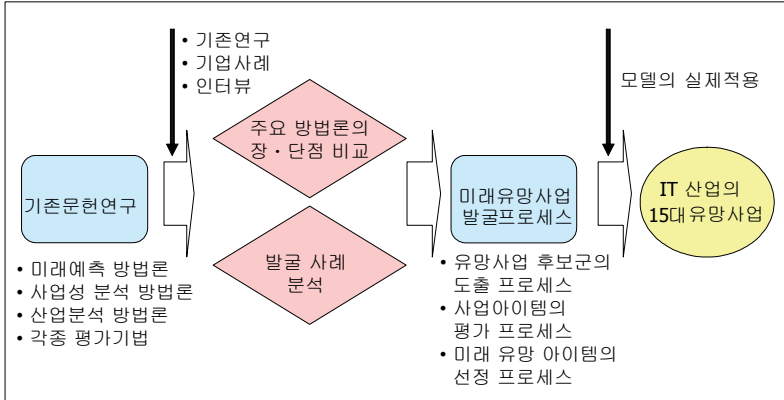 • 기존연구
• 기업사례
• 인터뷰
모델의 실제적용
주요 방법론의
장·단점 비교
기존문헌연구
미래유망사업
발굴프로세스
IT 산업의
15대유망사업
발굴 사례
분석
• 미래예측 방법론
• 사업성 분석 방법론
• 산업분석 방법론
• 각종 평가기법
• 유망사업 후보군의
도출 프로세스
• 사업아이템의
평가 프로세스
• 미래 유망 아이템의
선정 프로세스